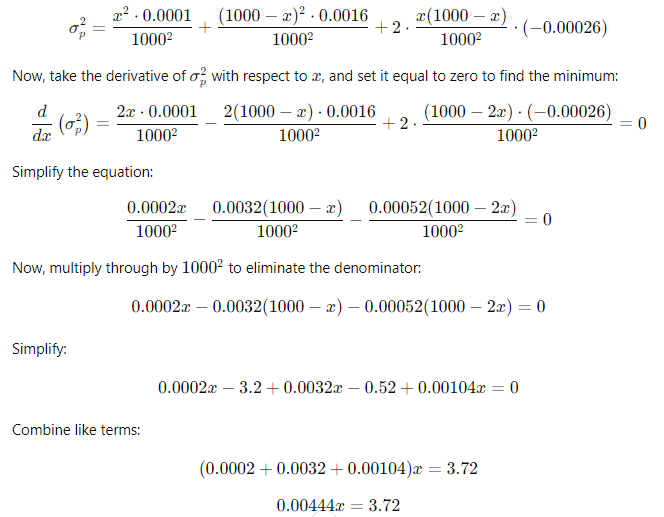 σ_p^2 = x^2 · 0.0001 / 1000^2 + (1000 − x)^2 · 0.0016 / 1000^2 + 2 · x(1000 − x) / 1000^2 · (−0.00026)
Now, take the derivative of σ_p^2 with respect to x, and set it equal to zero to find the minimum:
d/dx (σ_p^2) = 2x · 0.0001 / 1000^2 − 2(1000 − x) · 0.0016 / 1000^2 + 2 · (1000 − 2x) · (−0.00026) / 1000^2 = 0
Simplify the equation:
0.0002x / 1000^2 − 0.0032(1000 − x) / 1000^2 − 0.00052(1000 − 2x) / 1000^2 = 0
Now, multiply through by 1000^2 to eliminate the denominator:
0.0002x − 0.0032(1000 − x) − 0.00052(1000 − 2x) = 0
Simplify:
0.0002x − 3.2 + 0.0032x − 0.52 + 0.00104x = 0
Combine like terms:
(0.0002 + 0.0032 + 0.00104)x = 3.72
0.00444x = 3.72